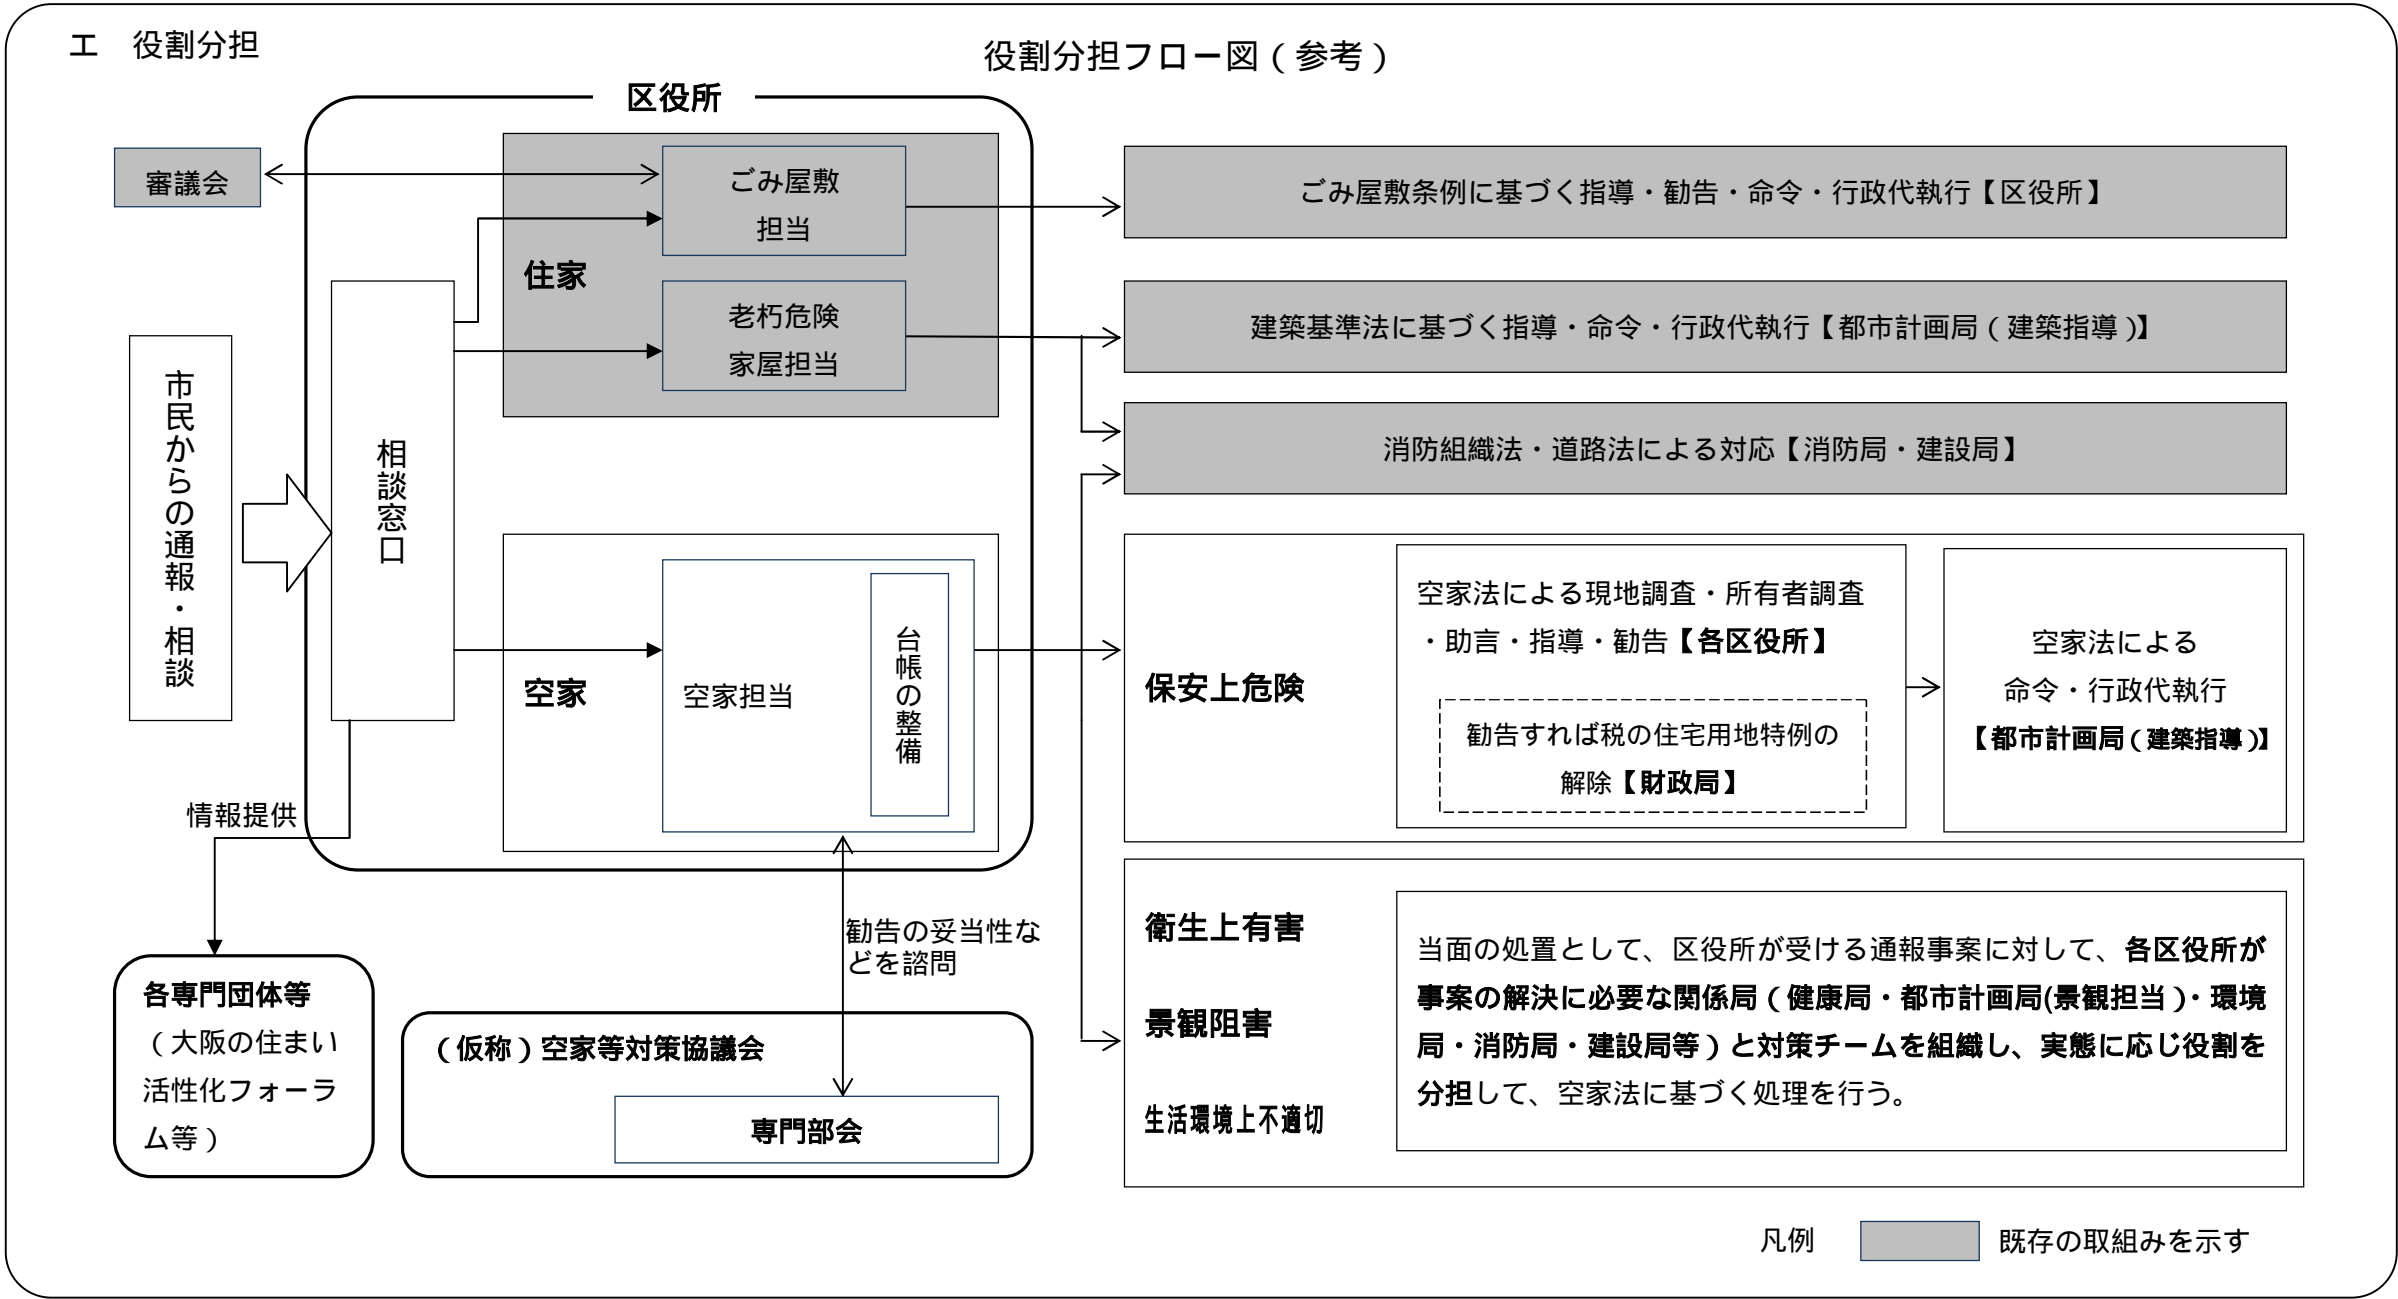 エ　役割分担
役割分担フロー図（参考）
区役所
審議会
ごみ屋敷
担当
住家
老朽危険
家屋担当
ごみ屋敷条例に基づく指導・勧告・命令・行政代執行【区役所】
建築基準法に基づく指導・命令・行政代執行【都市計画局（建築指導）】
消防組織法・道路法による対応【消防局・建設局】
市民からの通報・相談
相談窓口
空家
空家担当
台帳の整備
保安上危険
空家法による現地調査・所有者調査
・助言・指導・勧告【各区役所】
勧告すれば税の住宅用地特例の
解除【財政局】
空家法による
命令・行政代執行
【都市計画局（建築指導）】
情報提供
各専門団体等
（大阪の住まい
活性化フォーラ
ム等）
勧告の妥当性な
どを諮問
（仮称）空家等対策協議会
専門部会
衛生上有害
景観阻害
生活環境上不適切
当面の処置として、区役所が受ける通報事案に対して、各区役所が
事案の解決に必要な関係局（健康局・都市計画局(景観担当）・環境
局・消防局・建設局等）と対策チームを組織し、実態に応じ役割を
分担して、空家法に基づく処理を行う。
凡例
既存の取組みを示す